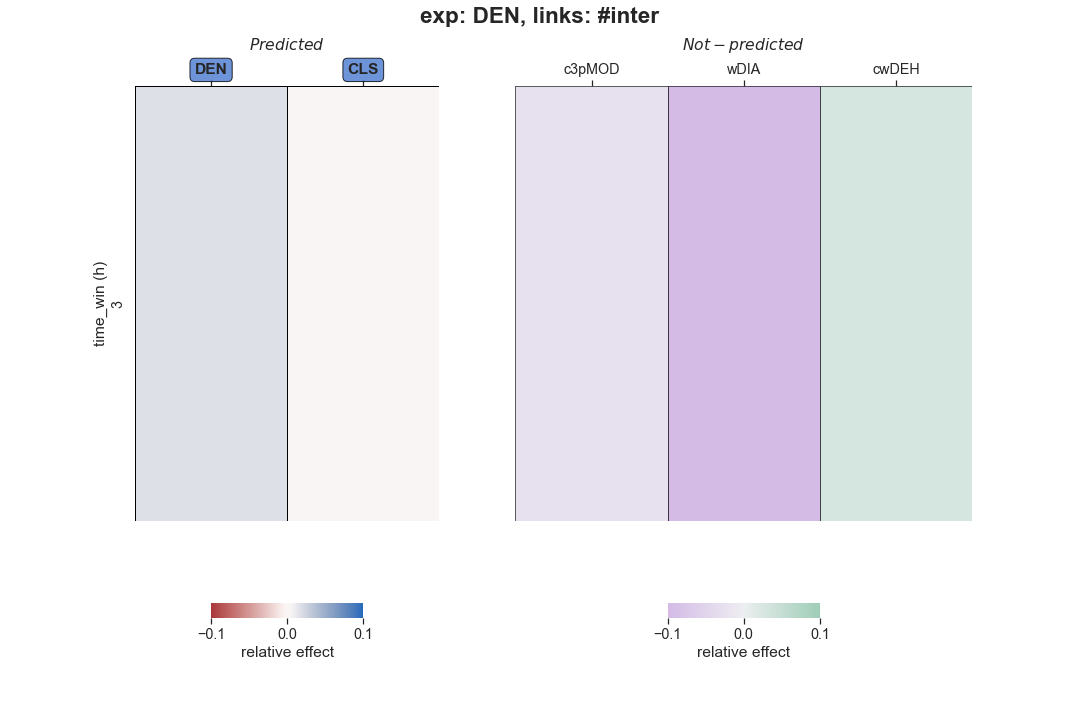 exp: DEN, links: #inter
Predicted
Not − predicted
DEN
CLS
c3pMOD
wDIA
cwDEH
time_win (h)
3
−0.1
0.0
0.1
relative effect
−0.1
0.0
0.1
relative effect